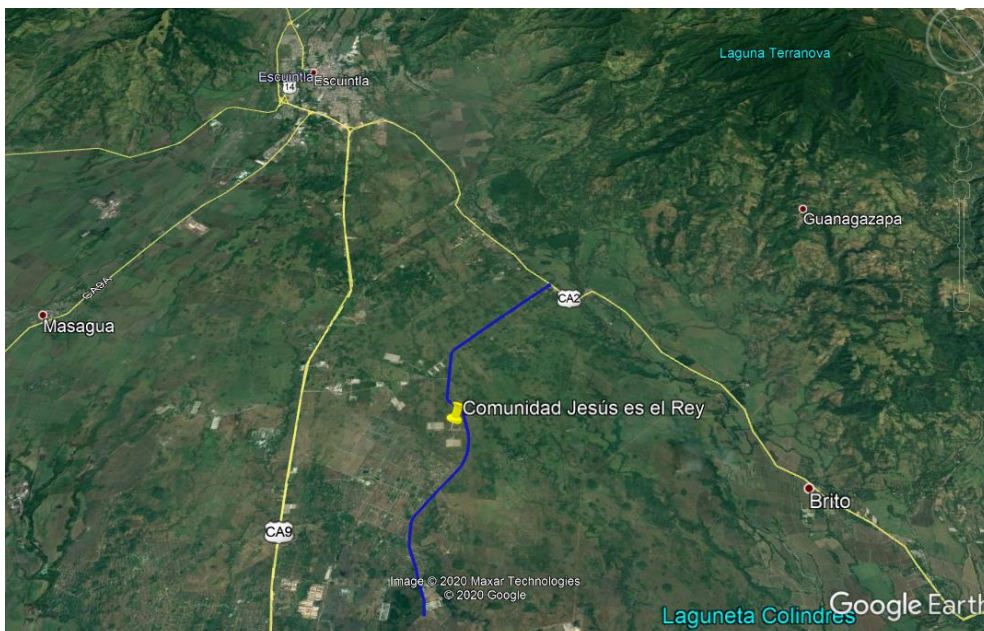 Laguna Terranova
Escuintla
Escuintla
14
Guanagazapa
CA9A
CA2
Masagua
Comunidad Jesús es el Rey
Brito
CA9
Image © 2020 Maxar Technologies
© 2020 Google
Laguneta Colindres
Google Earth